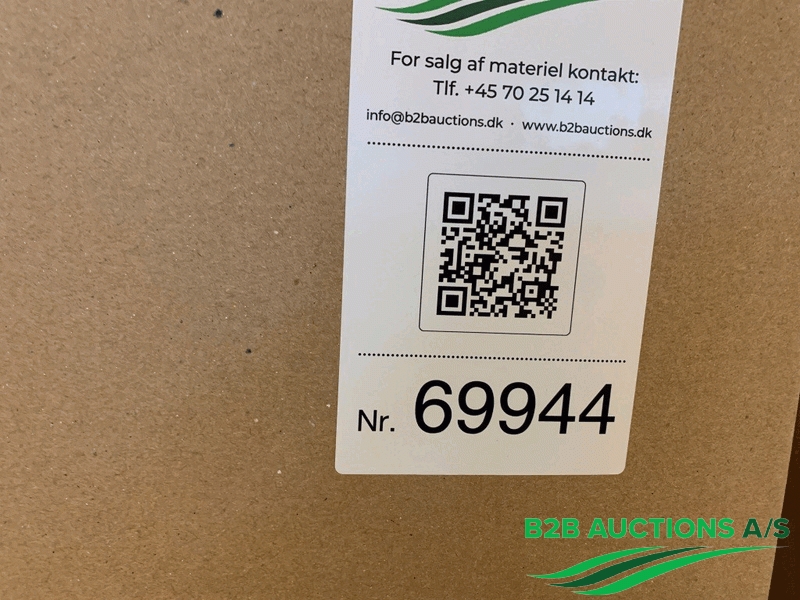 For salg af materiel kontakt:
Tlf. +45 70 25 14 14
info@b2bauctions.dk · www.b2bauctions.dk
Nr. 69944
B2B AUCTIONS A/S